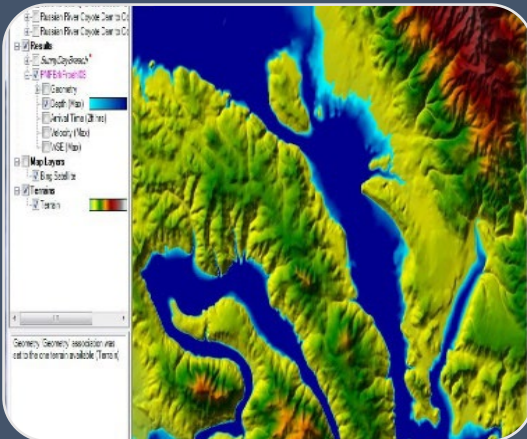 Russian River Coyote Dam to Co
Russian River Coyote Dam to Co
Results
SunnyDayBreach
Geometry
Depth (Max)
Arrival Time (2ft hrs)
Velocity (Max)
WSE (Max)
Map Layers
Bing Satellite
Terrains
Terrain
Geometry 'Geometry' association was
set to the one terrain available (Terrain)